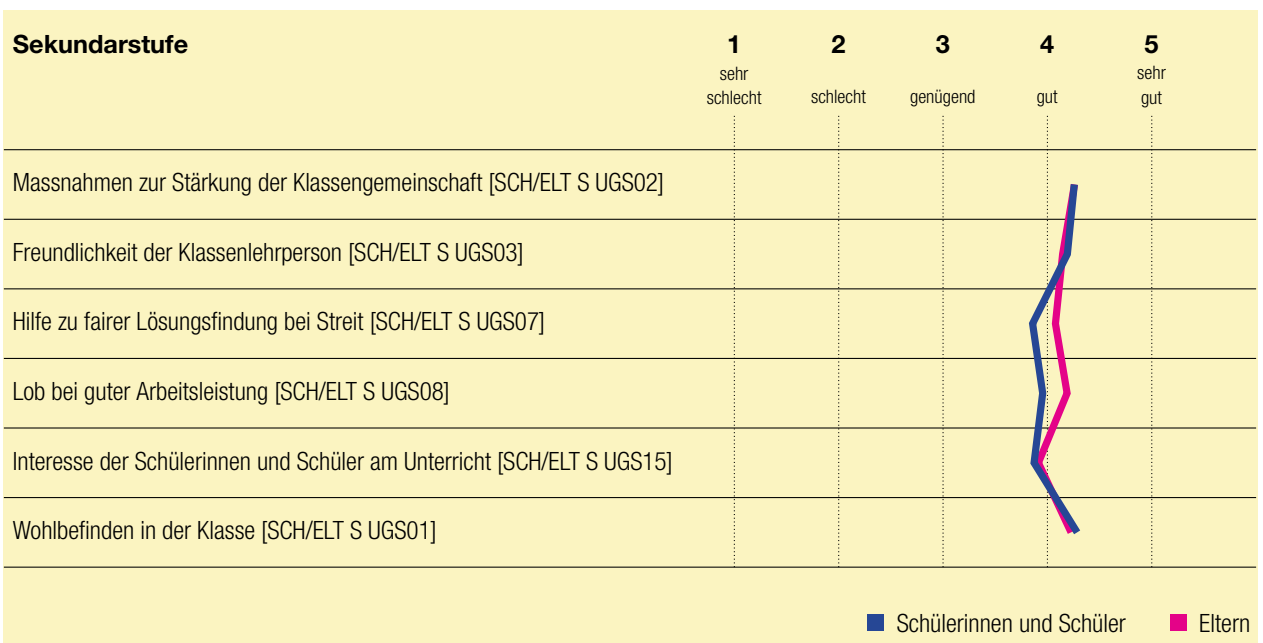 Sekundarstufe
1 2 3 4 5
sehr schlecht schlecht genügend gut sehr gut
Massnahmen zur Stärkung der Klassengemeinschaft [SCH/ELT S UGS02]
Freundlichkeit der Klassenlehrperson [SCH/ELT S UGS03]
Hilfe zu fairer Lösungsfindung bei Streit [SCH/ELT S UGS07]
Lob bei guter Arbeitsleistung [SCH/ELT S UGS08]
Interesse der Schülerinnen und Schüler am Unterricht [SCH/ELT S UGS15]
Wohlbefinden in der Klasse [SCH/ELT S UGS01]
Schülerinnen und Schüler Eltern